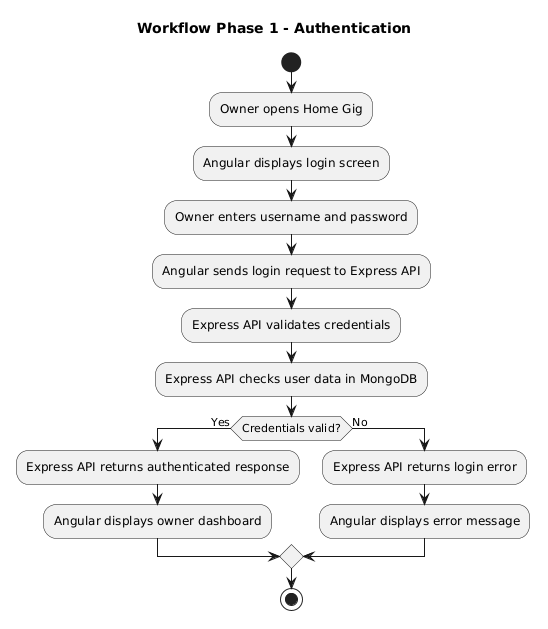 Workflow Phase 1 - Authentication
Owner opens Home Gig
Angular displays login screen
Owner enters username and password
Angular sends login request to Express API
Express API validates credentials
Express API checks user data in MongoDB
Yes
Credentials valid?
No
Express API returns authenticated response
Express API returns login error
Angular displays owner dashboard
Angular displays error message